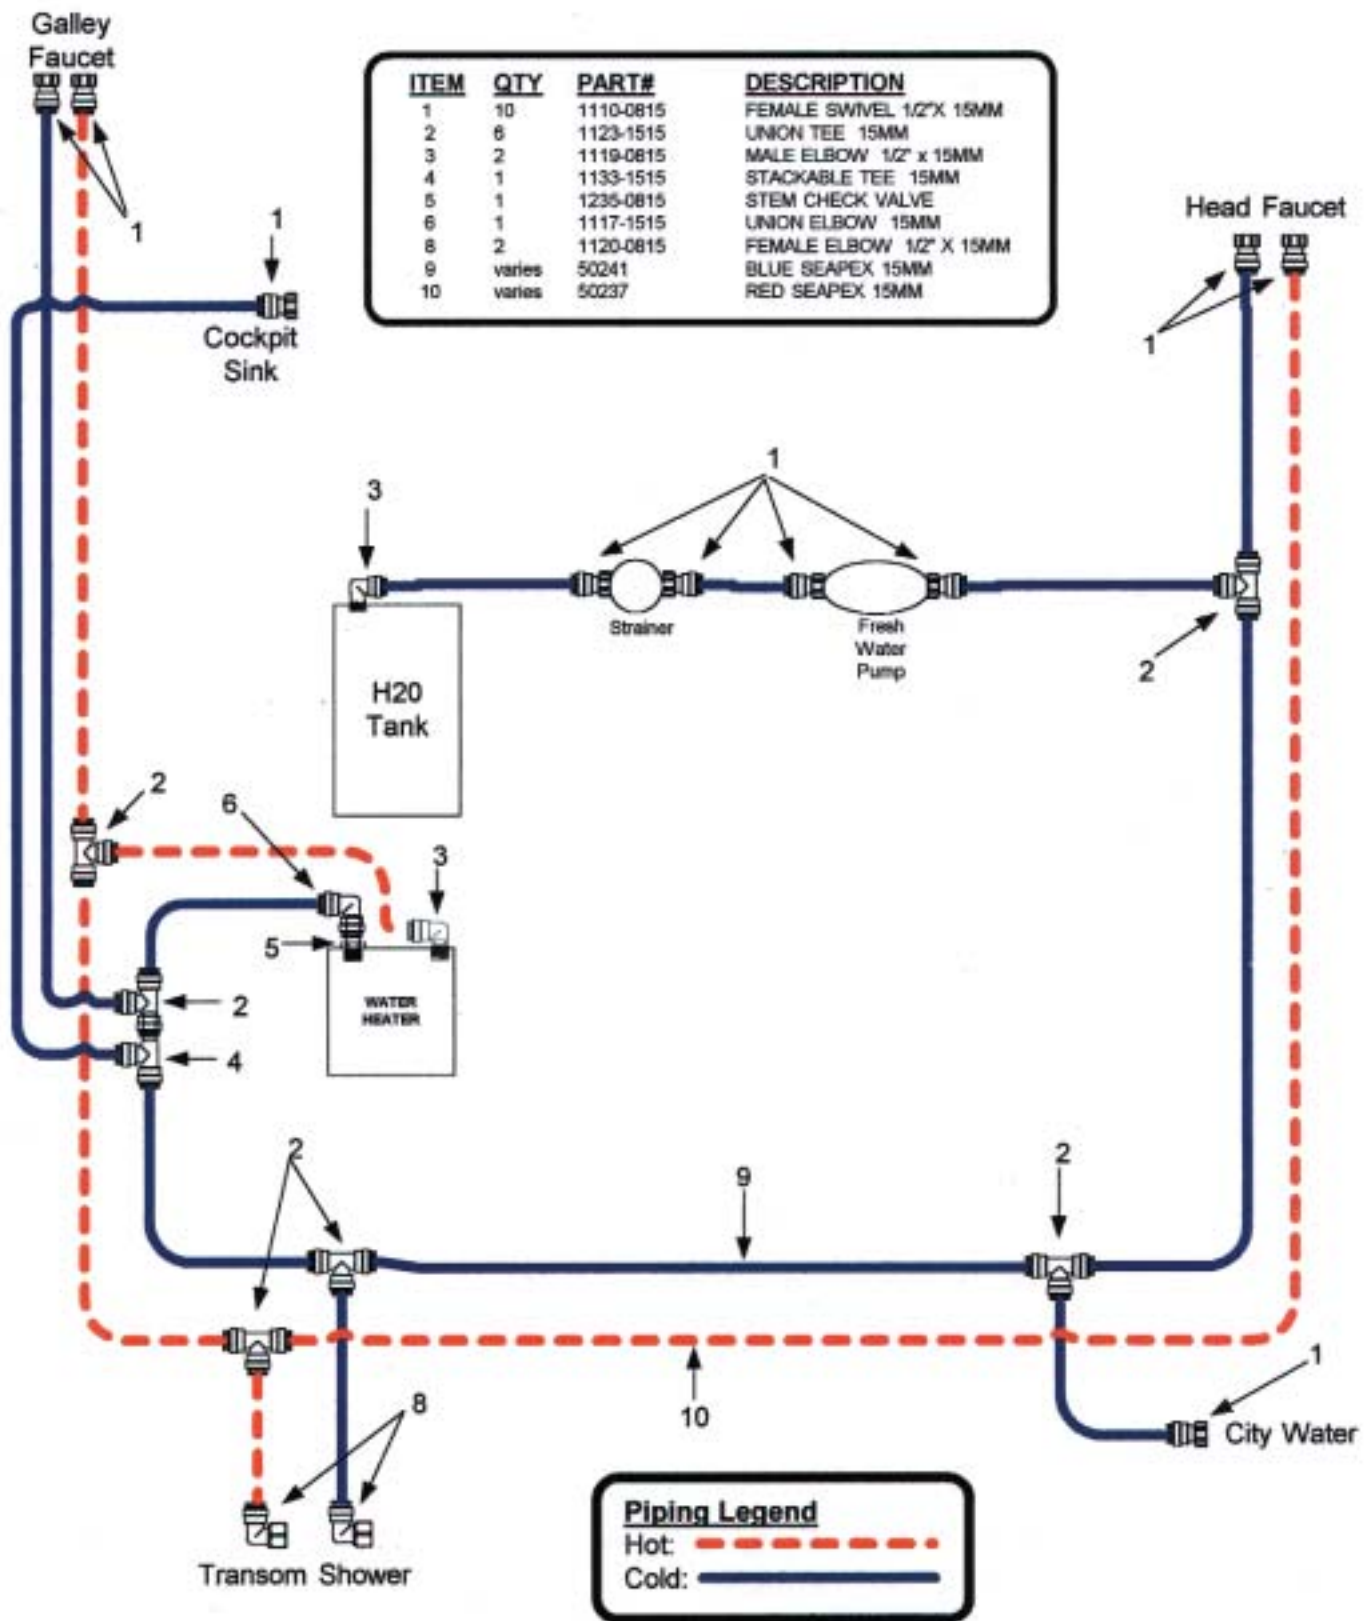 Galley
Faucet
ITEM QTY PART# DESCRIPTION
1 10 1110-0815 FEMALE SWIVEL 1/2"X 15MM
2 6 1123-1515 UNION TEE 15MM
3 2 1119-0815 MALE ELBOW 1/2" x 15MM
4 1 1133-1515 STACKABLE TEE 15MM
5 1 1235-0815 STEM CHECK VALVE
6 1 1117-1515 UNION ELBOW 15MM
8 2 1120-0815 FEMALE ELBOW 1/2" X 15MM
9 varies 50241 BLUE SEAPEX 15MM
10 varies 50237 RED SEAPEX 15MM
Head Faucet
1
1
Cockpit
Sink
1
1
3
Strainer
Fresh
Water
Pump
2
H20
Tank
2
6
3
5
WATER
HEATER
2
4
2
9
2
10
8
1
City Water
Transom Shower
Piping Legend
Hot:
Cold: